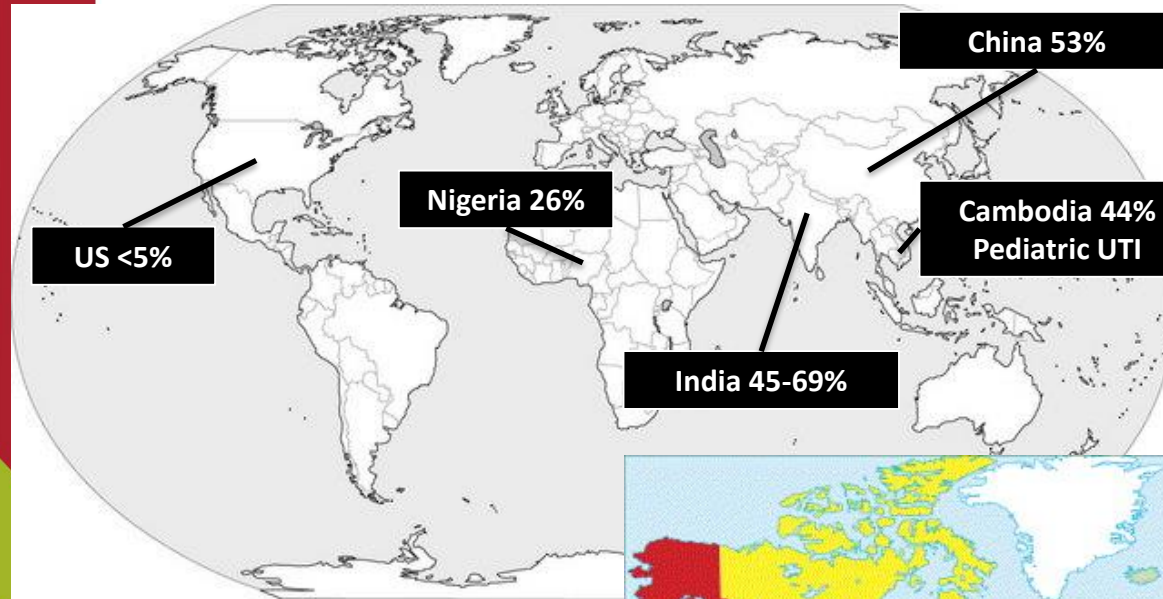 China 53%
Nigeria 26%
Cambodia 44%
Pediatric UTI
US <5%
India 45-69%